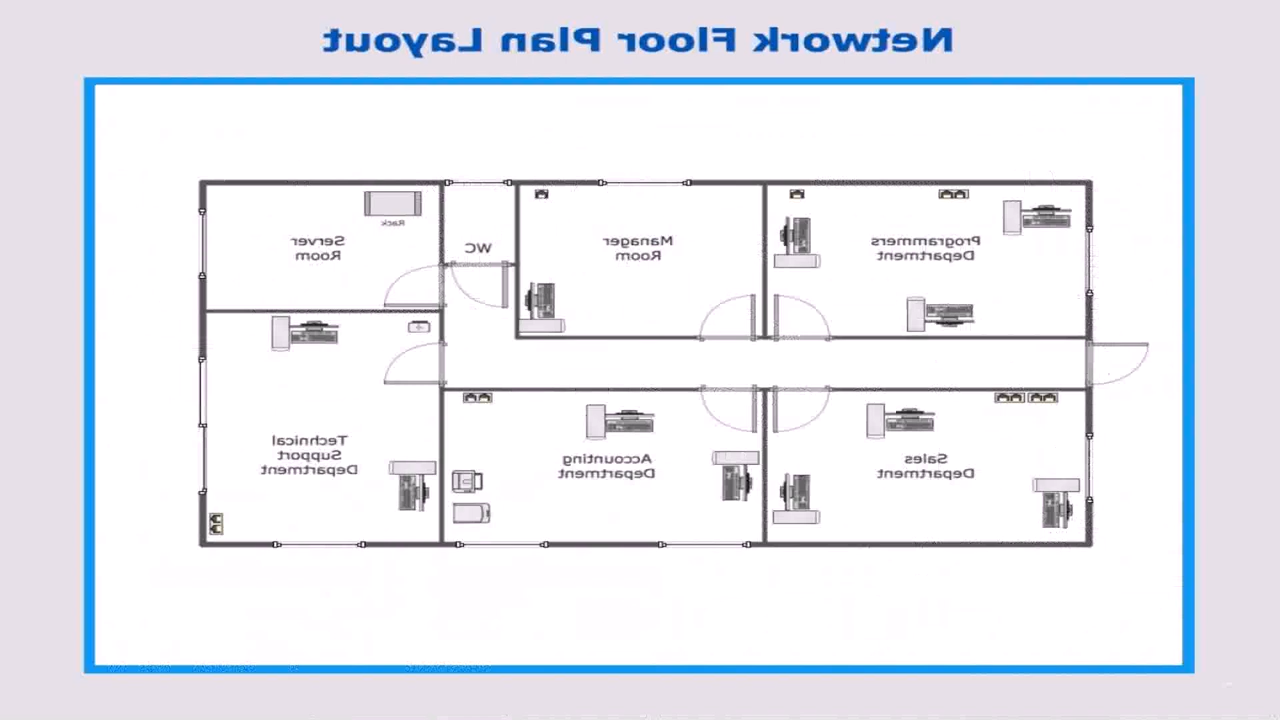 Network Floor Plan Layout
Server
Room
Rack
WC
Manager
Room
Programmers
Department
Technical
Support
Department
Accounting
Department
Sales
Department